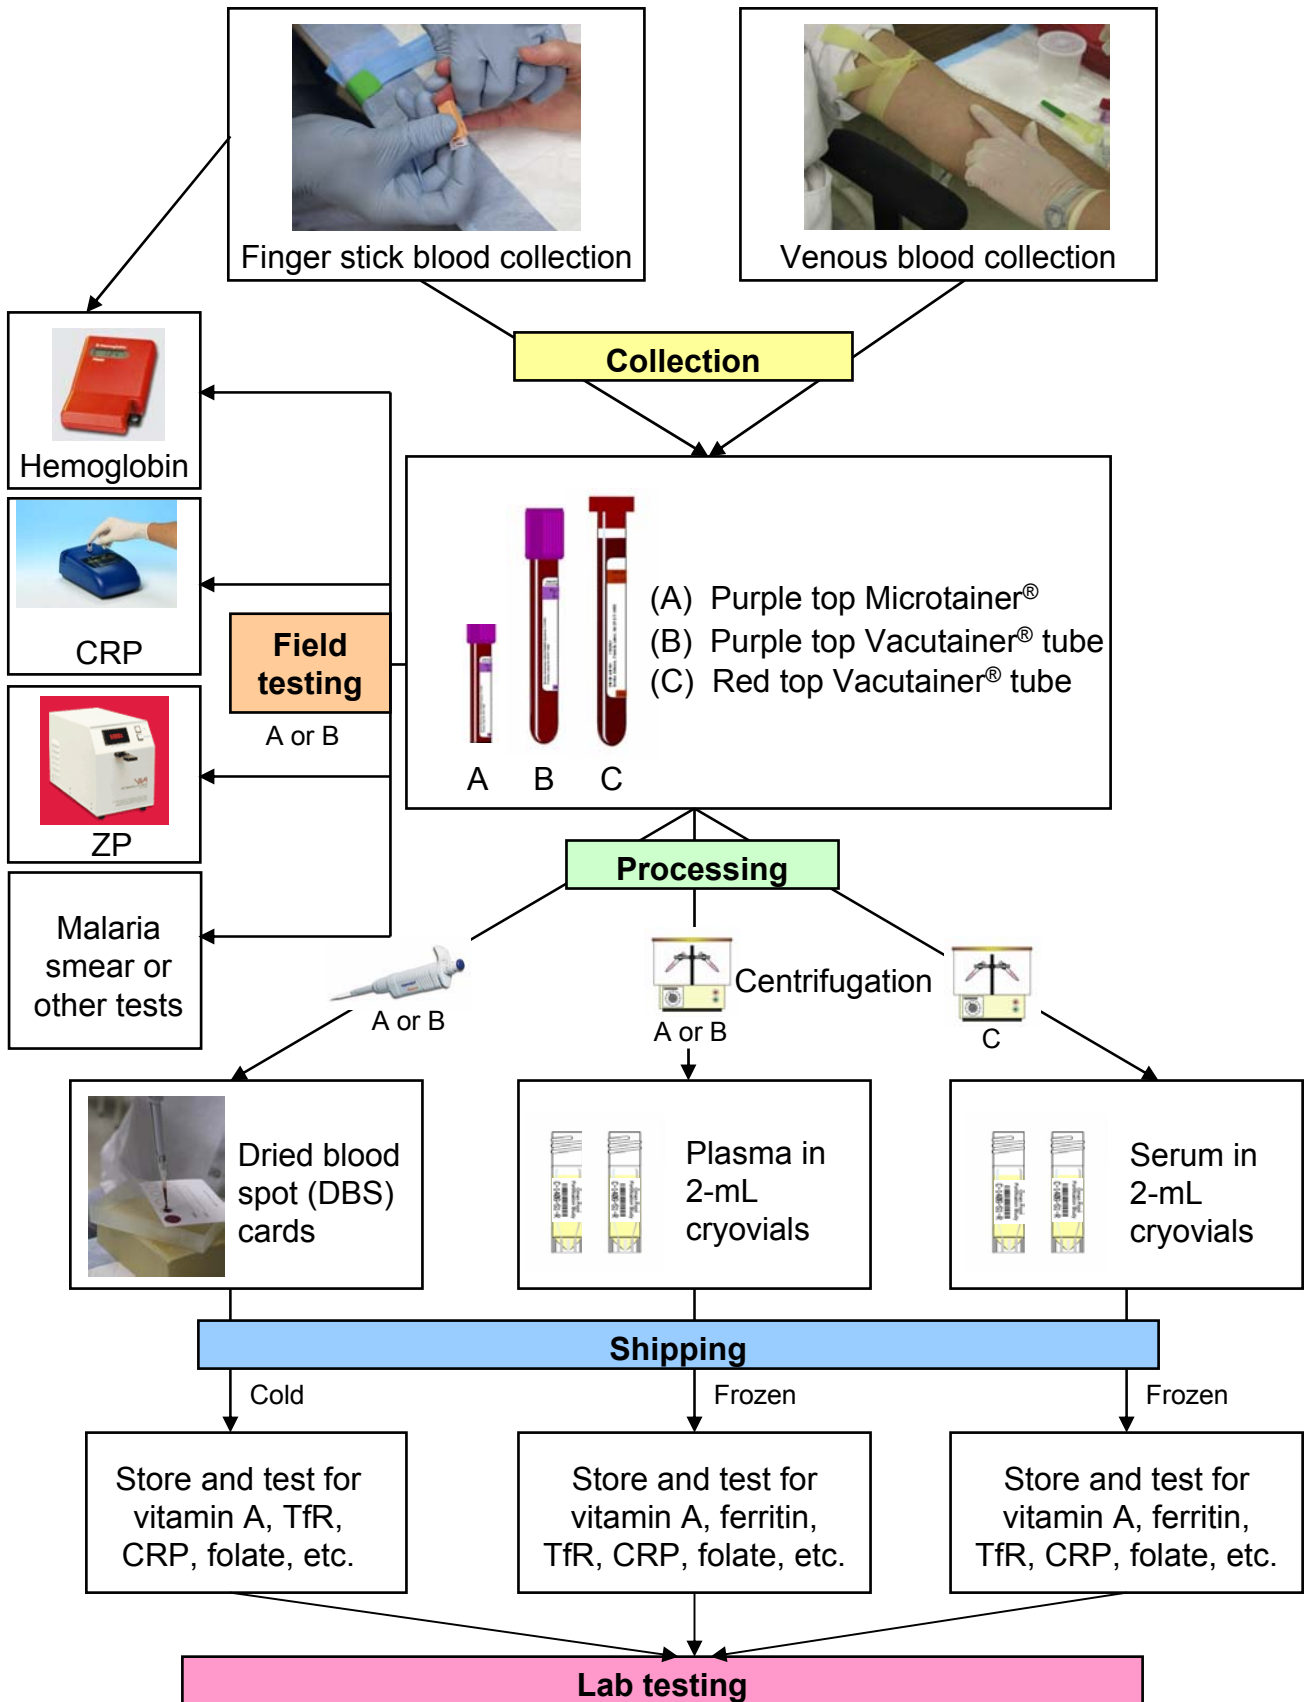 Finger stick blood collection
Venous blood collection
Collection
Hemoglobin
CRP
ZP
Malaria
smear or
other tests
Field
testing
A or B
(A) Purple top Microtainer®
(B) Purple top Vacutainer® tube
(C) Red top Vacutainer® tube
A
B
C
Processing
A or B
Centrifugation
A or B
C
Dried blood
spot (DBS)
cards
Plasma in
2-mL
cryovials
Serum in
2-mL
cryovials
Shipping
Cold
Frozen
Frozen
Store and test for
vitamin A, TfR,
CRP, folate, etc.
Store and test for
vitamin A, ferritin,
TfR, CRP, folate, etc.
Store and test for
vitamin A, ferritin,
TfR, CRP, folate, etc.
Lab testing